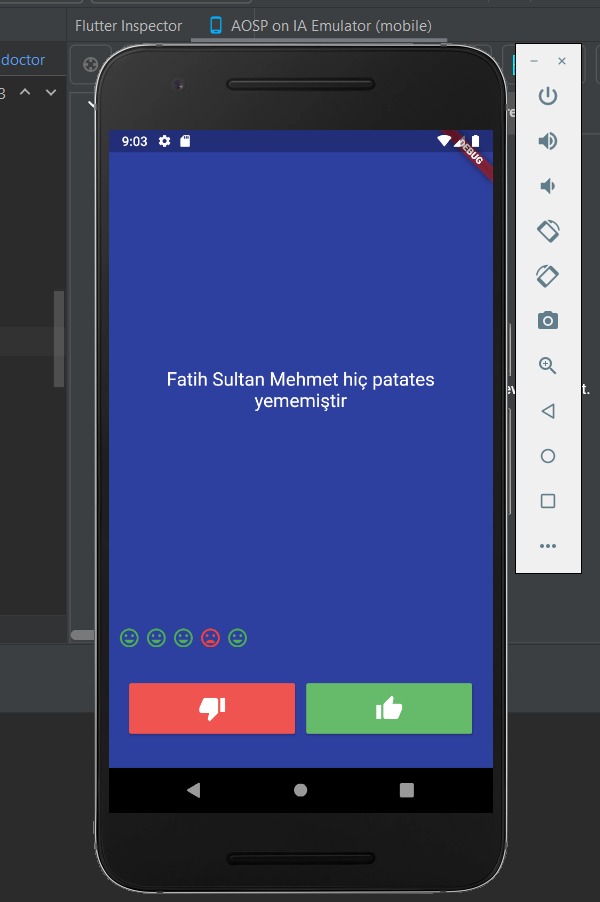 Flutter Inspector
AOSP on IA Emulator (mobile)
doctor
3
9:03
DEBUG
Fatih Sultan Mehmet hiç patates
yememiştir
t.